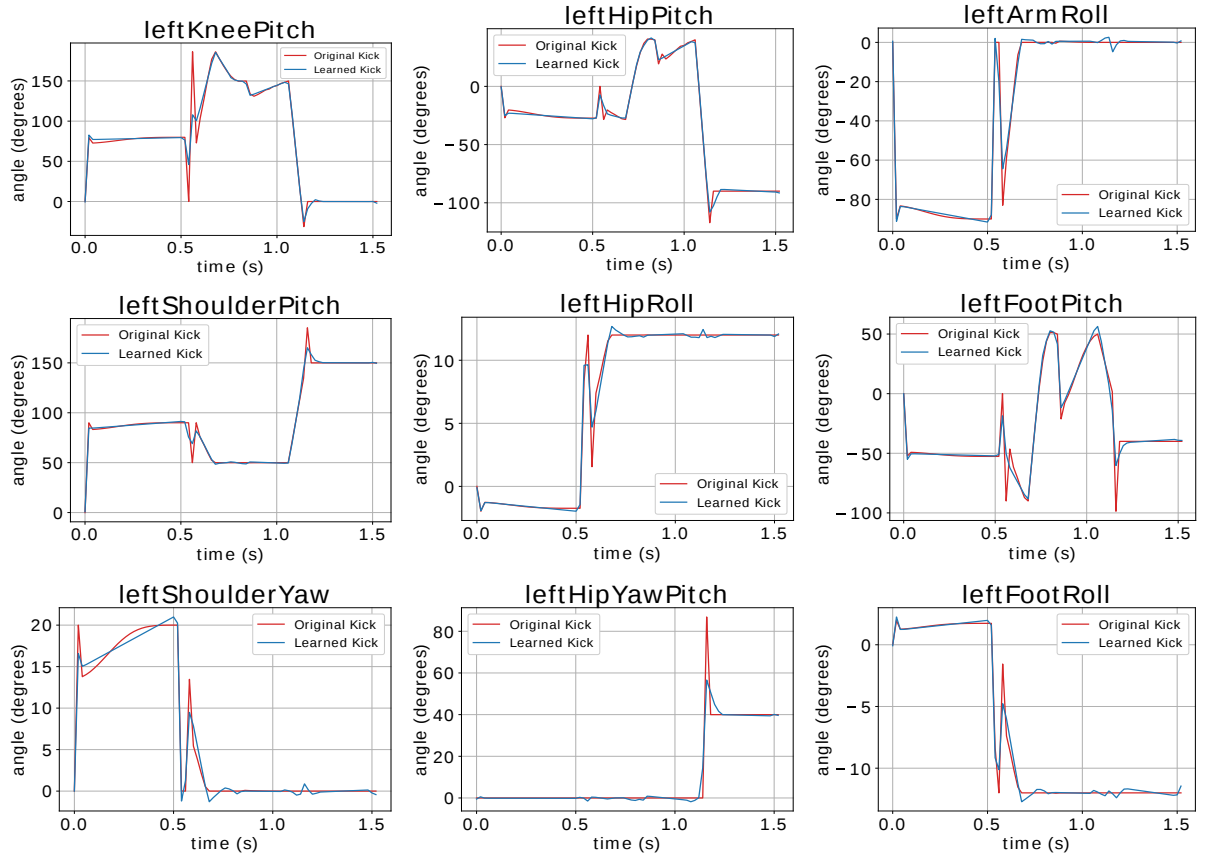 leftKneePitch
Original Kick
Learned Kick
angle (degrees)
150
100
50
0
0.0 0.5 1.0 1.5
time (s)
leftHipPitch
Original Kick
Learned Kick
angle (degrees)
0
−50
−100
0.0 0.5 1.0 1.5
time (s)
leftArmRoll
Original Kick
Learned Kick
angle (degrees)
0
−20
−40
−60
−80
0.0 0.5 1.0 1.5
time (s)
leftShoulderPitch
Original Kick
Learned Kick
angle (degrees)
150
100
50
0
0.0 0.5 1.0 1.5
time (s)
leftHipRoll
Original Kick
Learned Kick
angle (degrees)
10
5
0
0.0 0.5 1.0 1.5
time (s)
leftFootPitch
Original Kick
Learned Kick
angle (degrees)
50
0
−50
−100
0.0 0.5 1.0 1.5
time (s)
leftShoulderYaw
Original Kick
Learned Kick
angle (degrees)
20
15
10
5
0
0.0 0.5 1.0 1.5
time (s)
leftHipYawPitch
Original Kick
Learned Kick
angle (degrees)
80
60
40
20
0
0.0 0.5 1.0 1.5
time (s)
leftFootRoll
Original Kick
Learned Kick
angle (degrees)
0
−5
−10
0.0 0.5 1.0 1.5
time (s)